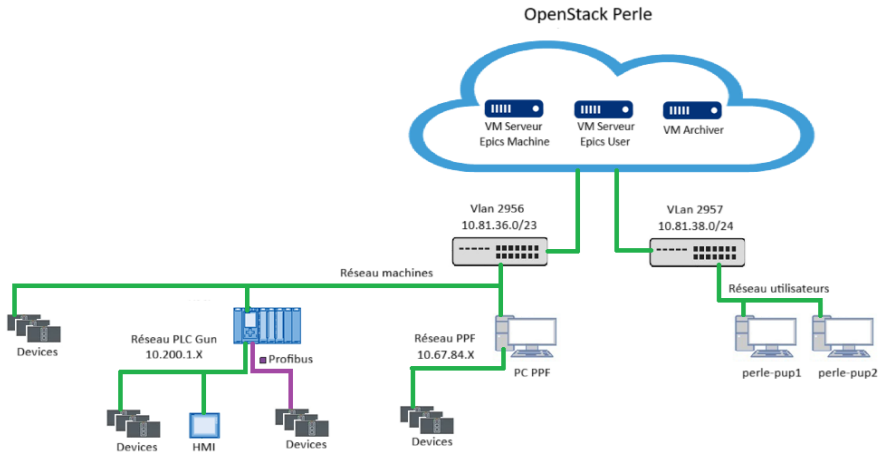 OpenStack Perle
VM Serveur
Epics Machine
VM Serveur
Epics User
VM Archiver
Vlan 2956
10.81.36.0/23
VLan 2957
10.81.38.0/24
Réseau machines
Réseau utilisateurs
Devices
Réseau PLC Gun
10.200.1.X
Profibus
Réseau PPF
10.67.84.X
PC PPF
perle-pup1
perle-pup2
Devices
HMI
Devices
Devices